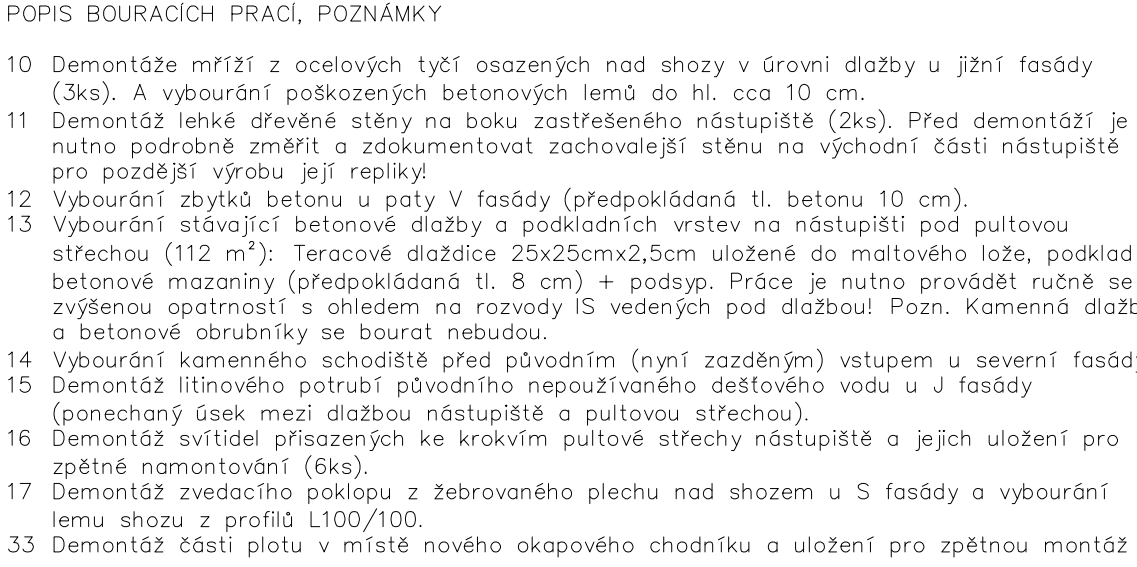 POPIS BOURACÍCH PRACÍ, POZNÁMKY
10 Demontáže mříží z ocelových tyčí osazených nad shozy v úrovni dlažby u jižní fasády
(3ks). A vybourání poškozených betonových lemů do hl. cca 10 cm.
11 Demontáž lehké dřevěné stěny na boku zastřešeného nástupiště (2ks). Před demontáží je
nutno podrobně změřit a zdokumentovat zachovalejší stěnu na východní části nástupiště
pro pozdější výrobu její repliky!
12 Vybourání zbytků betonu u paty V fasády (předpokládaná tl. betonu 10 cm).
13 Vybourání stávající betonové dlažby a podkladních vrstev na nástupišti pod pultovou
střechou (112 m²): Teracové dlaždice 25x25cmx2,5cm uložené do maltového lože, podklad
betonové mazaniny (předpokládaná tl. 8 cm) + podsyp. Práce je nutno provádět ručně se
zvýšenou opatrností s ohledem na rozvody IS vedených pod dlažbou! Pozn. Kamenná dlažb
a betonové obrubníky se bourat nebudou.
14 Vybourání kamenného schodiště před původním (nyní zazděným) vstupem u severní fasády
15 Demontáž litinového potrubí původního nepoužívaného dešťového vodu u J fasády
(ponechaný úsek mezi dlažbou nástupiště a pultovou střechou).
16 Demontáž svítidel přisazených ke krokvím pultové střechy nástupiště a jejich uložení pro
zpětné namontování (6ks).
17 Demontáž zvedacího poklopu z žebrovaného plechu nad shozem u S fasády a vybourání
lemu shozu z profilů L100/100.
33 Demontáž části plotu v místě nového okapového chodníku a uložení pro zpětnou montáž